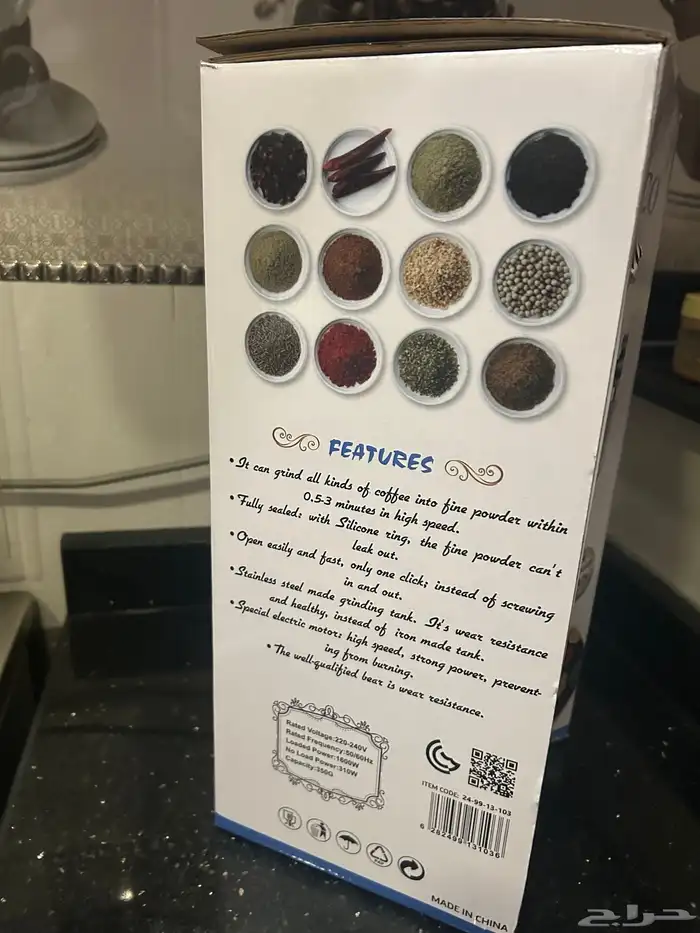 FEATURES
•It can grind all kinds of coffee into fine powder within
0.5-3 minutes in high speed.
•Fully sealed: with Silicone ring, the fine powder can't
leak out.
•Open easily and fast, only one click; instead of screwing
in and out.
•Stainless steel made grinding tank. It's wear resistance
and healthy, instead of iron made tank.
•Special electric motor: high speed, strong power, prevent-
ing from burning.
•The well-qualified bear is wear resistance.
Rated Voltage:220-240V
Rated Frequency:50/60Hz
Loaded Power:1600W
No Load Power:310W
Capacity:350G
ITEM CODE: 24-99-13-103
6 282499 131036
MADE IN CHINA
حراج